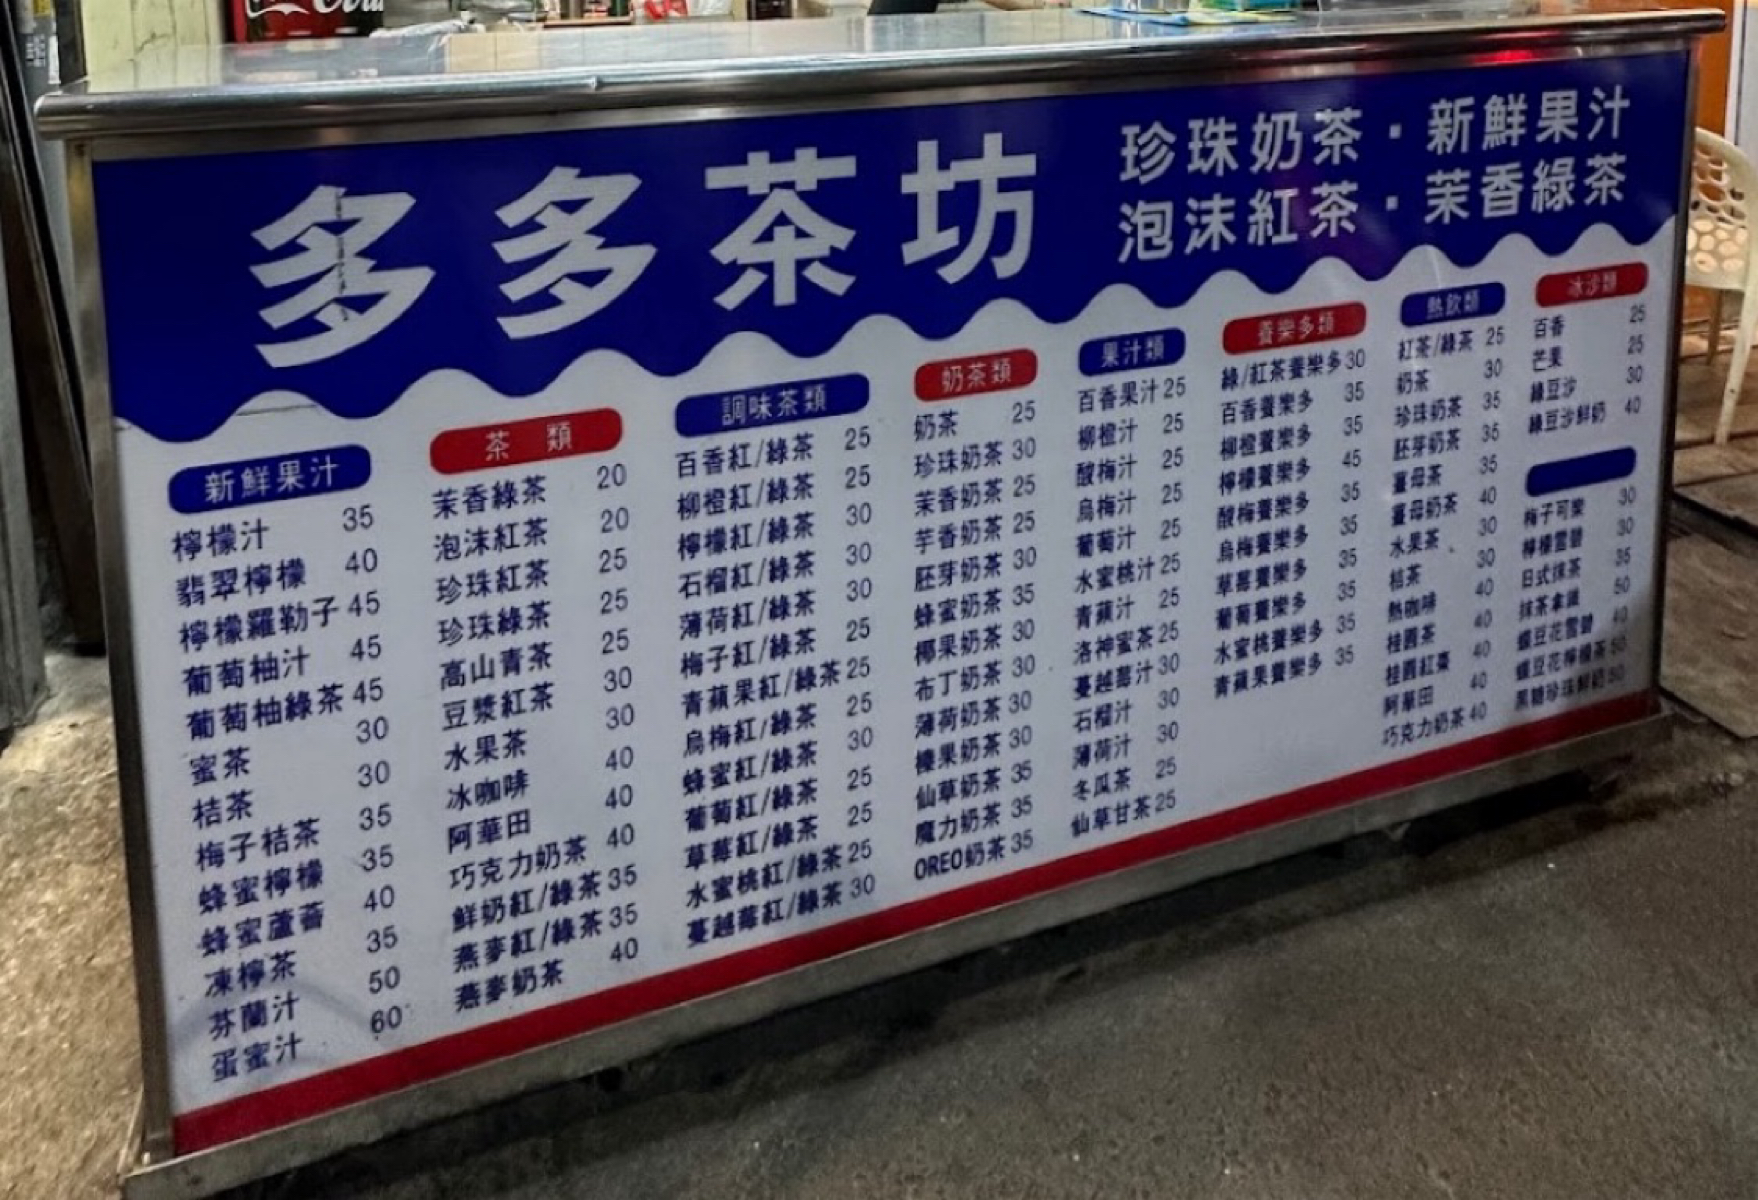 Cola
多多茶坊
珍珠奶茶·新鮮果汁
泡沫紅茶·茉香綠茶
新鮮果汁
檸檬汁 35
翡翠檸檬 40
檸檬羅勒子 45
葡萄柚汁 45
葡萄柚綠茶 45
蜜茶 30
桔茶 30
梅子桔茶 35
蜂蜜檸檬 35
蜂蜜蘆薈 40
凍檸茶 35
芬蘭汁 50
蛋蜜汁 60
茶類
茉香綠茶 20
泡沫紅茶 20
珍珠紅茶 25
珍珠綠茶 25
高山青茶 25
豆漿紅茶 30
水果茶 30
冰咖啡 40
阿華田 40
巧克力奶茶 40
鮮奶紅/綠茶 35
燕麥紅/綠茶 35
燕麥奶茶 40
調味茶類
百香紅/綠茶 25
柳橙紅/綠茶 25
檸檬紅/綠茶 30
石榴紅/綠茶 30
薄荷紅/綠茶 30
梅子紅/綠茶 25
青蘋果紅/綠茶 25
烏梅紅/綠茶 25
蜂蜜紅/綠茶 30
葡萄紅/綠茶 25
草莓紅/綠茶 25
水蜜桃紅/綠茶 25
蔓越莓紅/綠茶 30
奶茶類
奶茶 25
珍珠奶茶 30
茉香奶茶 25
芋香奶茶 25
胚芽奶茶 30
蜂蜜奶茶 35
椰果奶茶 30
布丁奶茶 30
薄荷奶茶 30
榛果奶茶 30
仙草奶茶 35
魔力奶茶 35
OREO奶茶 35
果汁類
百香果汁 25
柳橙汁 25
酸梅汁 25
烏梅汁 25
葡萄汁 25
水蜜桃汁 25
青蘋汁 25
洛神蜜茶 25
蔓越莓汁 30
石榴汁 30
薄荷汁 30
冬瓜茶 25
仙草甘茶 25
養樂多類
綠/紅茶養樂多 30
百香養樂多 35
柳橙養樂多 35
檸檬養樂多 45
酸梅養樂多 35
烏梅養樂多 35
草莓養樂多 35
葡萄養樂多 35
水蜜桃養樂多 35
青蘋果養樂多 35
熱飲類
紅茶/綠茶 25
奶茶 30
珍珠奶茶 35
胚芽奶茶 35
薑母茶 35
薑母奶茶 40
水果茶 30
桔茶 30
熱咖啡 40
桂圓茶 40
桂圓紅棗 40
阿華田 40
巧克力奶茶 40
冰沙類
百香 25
芒果 25
綠豆沙 30
綠豆沙鮮奶 40
梅子可樂 30
檸檬雪碧 30
日式抹茶 35
抹茶拿鐵 50
蝶豆花雪碧 40
蝶豆花檸檬茶 50
黑糖珍珠鮮奶 50